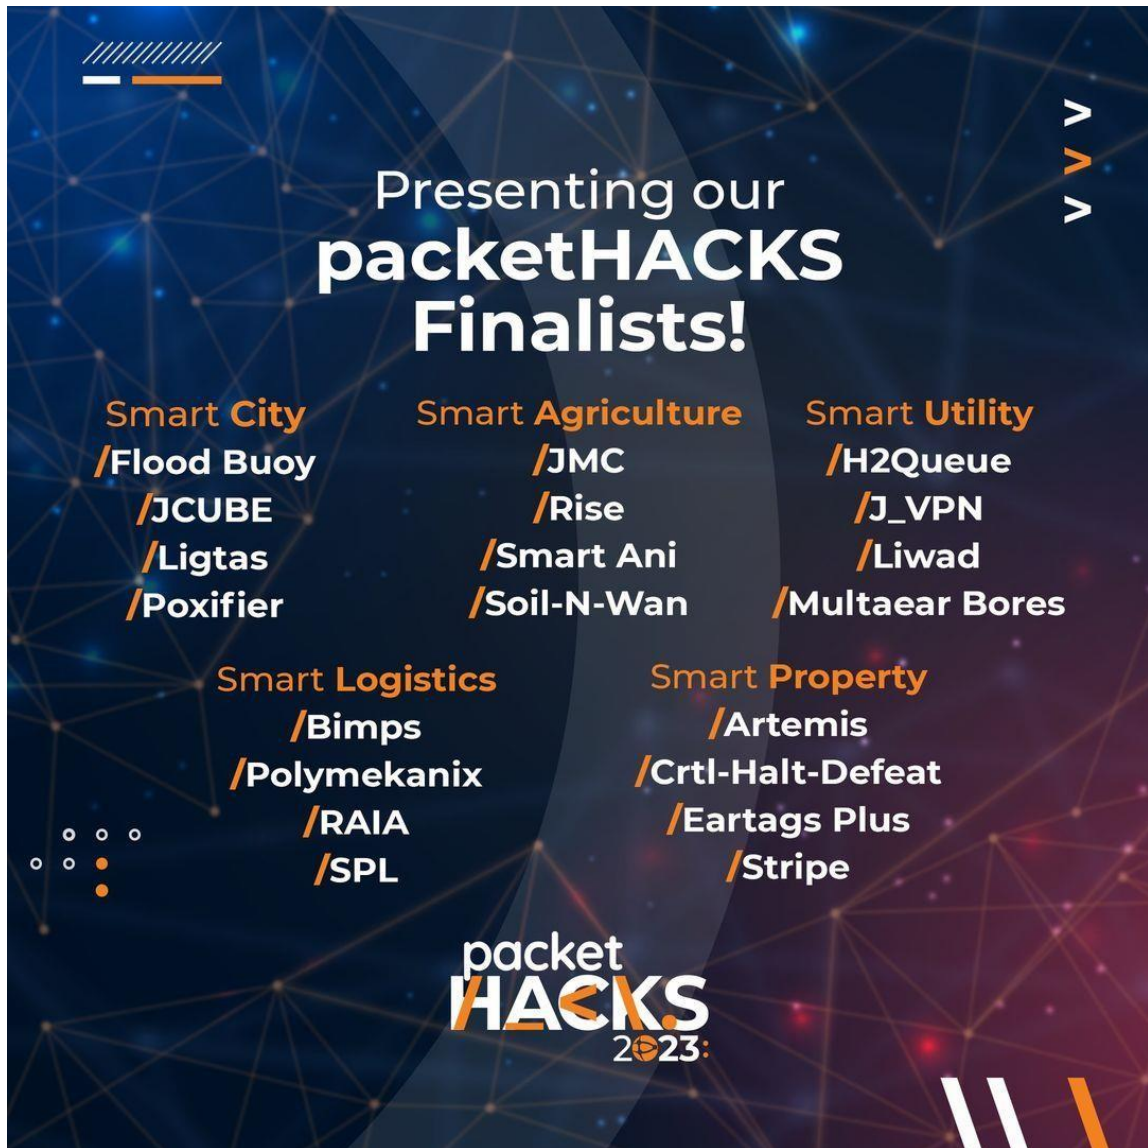 Presenting our
packetHACKS
Finalists!
Smart City
/Flood Buoy
/JCUBE
/Ligtas
/Poxifier
Smart Agriculture
/JMC
/Rise
/Smart Ani
/Soil-N-Wan
Smart Utility
/H2Queue
/J_VPN
/Liwad
/Multaear Bores
Smart Logistics
/Bimps
/Polymekanix
/RAIA
/SPL
Smart Property
/Artemis
/Crtl-Halt-Defeat
/Eartags Plus
/Stripe
packet
HACKS
2023: